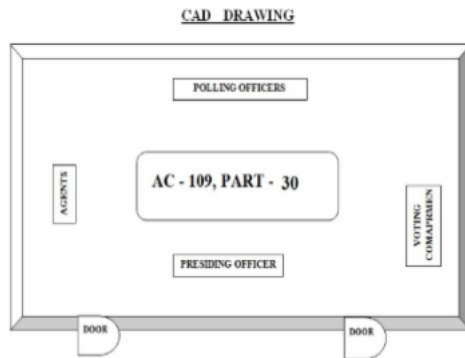 CAD DRAWING
POLLING OFFICERS
AGENTS
AC - 109, PART - 30
VOTING
COMAPRMEN
PRESIDING OFFICER
DOOR
DOOR